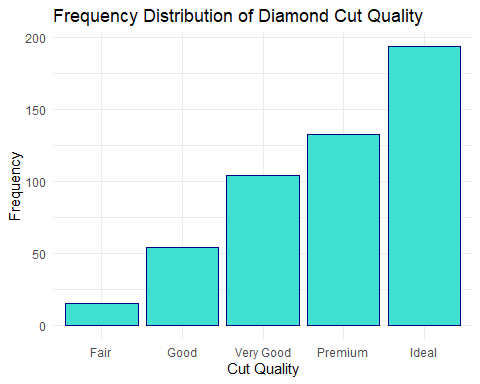 Frequency Distribution of Diamond Cut Quality
200
150
100
50
0
Frequency
Fair Good Very Good Premium Ideal
Cut Quality